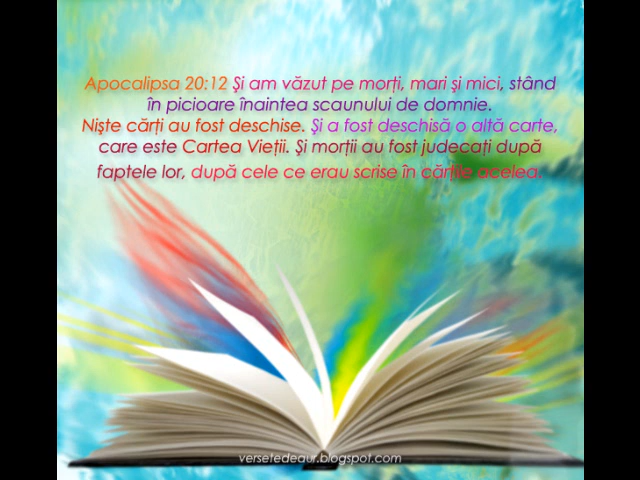 Apocalipsa 20:12 Şi am văzut pe morţi, mari şi mici, stând
în picioare înaintea scaunului de domnie.
Nişte cărţi au fost deschise. Şi a fost deschisă o altă carte,
care este Cartea Vieţii. Şi morţii au fost judecaţi după
faptele lor, după cele ce erau scrise în cărţile acelea.
versetedeaur.blogspot.com